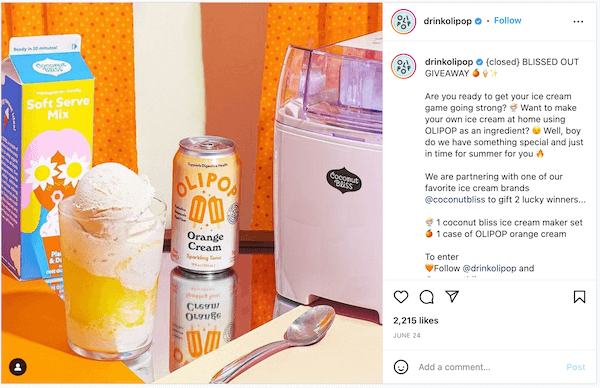 drinkolipop • Follow
drinkolipop {closed} BLISSED OUT
GIVEAWAY
Are you ready to get your ice cream
game going strong? Want to make
your own ice cream at home using
OLIPOP as an ingredient? Well, boy
do we have something special and just
in time for summer for you
We are partnering with one of our
favorite ice cream brands
@coconutbliss to gift 2 lucky winners...
1 coconut bliss ice cream maker set
1 case of OLIPOP orange cream
To enter
Follow @drinkolipop and
2,215 likes
JUNE 24
Add a comment...
Post
Ready in 20 minutes!
Coconut
Bliss
Madagascar Vanilla
Soft Serve
Mix
Supports Digestive Health
OLIPOP
Orange
Cream
Sparkling Tonic
Coconut
Bliss